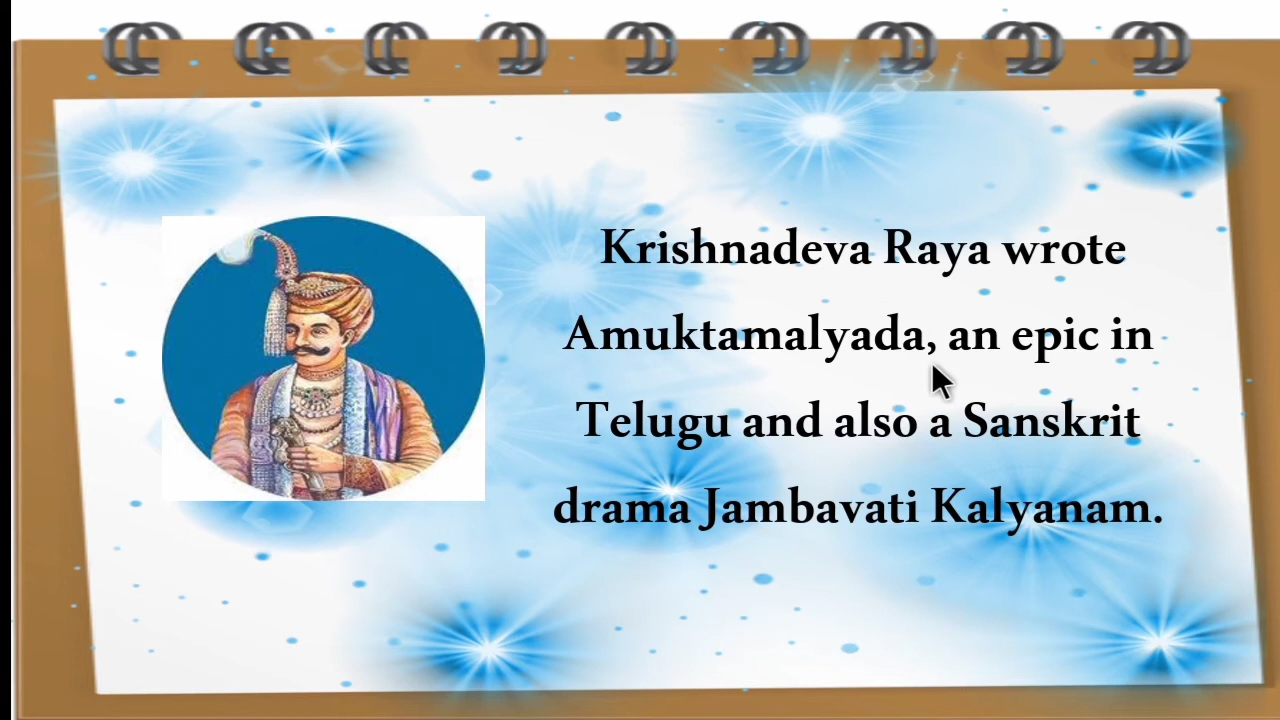 Krishnadeva Raya wrote
Amuktamalyada, an epic in
Telugu and also a Sanskrit
drama Jambavati Kalyanam.